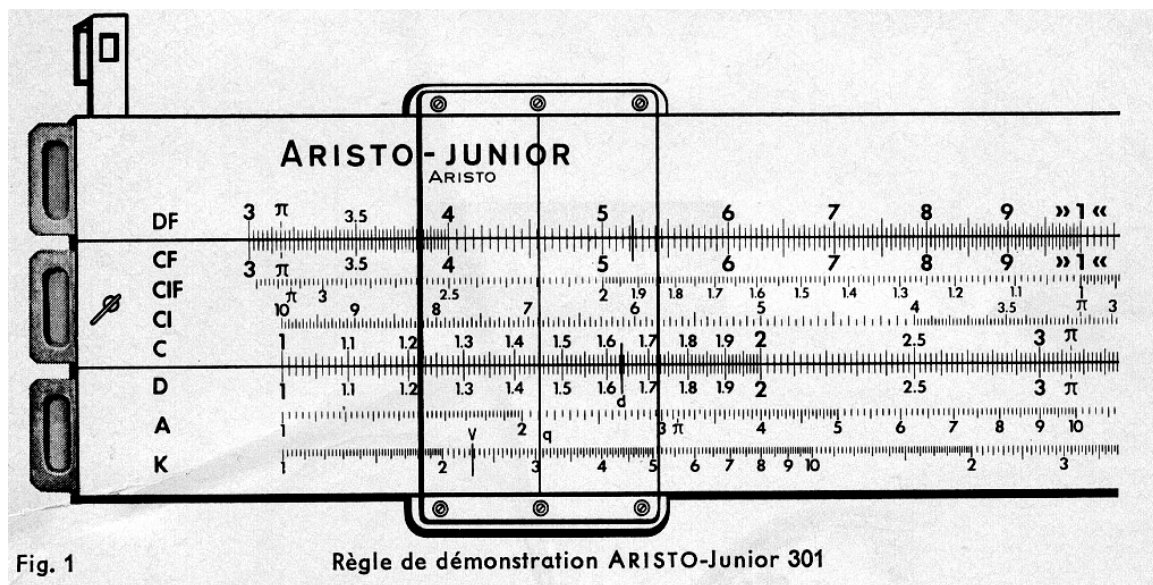 ARISTO-JUNIOR
ARISTO
DF 3 π 3.5 4 5 6 7 8 9 »1«
CF 3 π 3.5 4 5 6 7 8 9 »1«
CIF π 3 2.5 2 1.9 1.8 1.7 1.6 1.5 1.4 1.3 1.2 1.1 1 π 3
CI 10 9 8 7 6 5 4 3.5 π 3
C 1 1.1 1.2 1.3 1.4 1.5 1.6 1.7 1.8 1.9 2 2.5 3 π
D 1 1.1 1.2 1.3 1.4 1.5 1.6 d 1.7 1.8 1.9 2 2.5 3 π
A 1 2 3 π 4 5 6 7 8 9 10
V q
K 1 2 3 4 5 6 7 8 9 10 2 3
Fig. 1 Règle de démonstration ARISTO-Junior 301